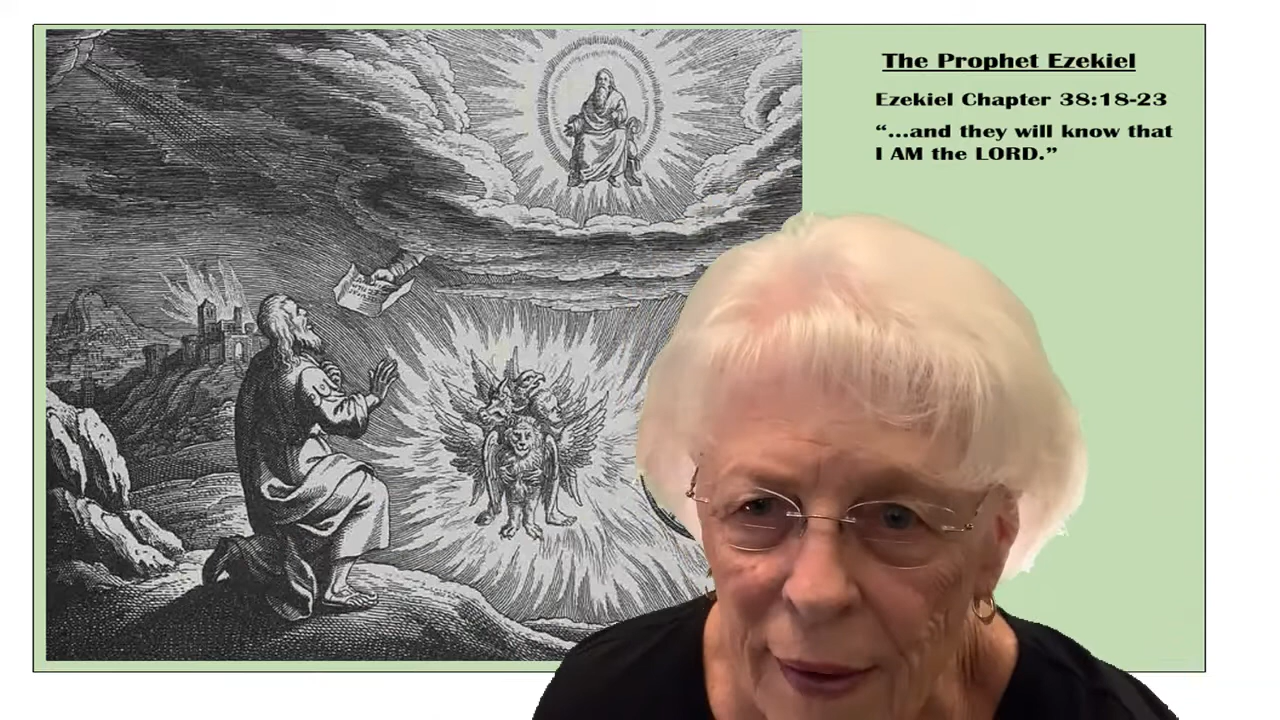 The Prophet Ezekiel
Ezekiel Chapter 38:18-23
“...and they will know that
I AM the LORD.”